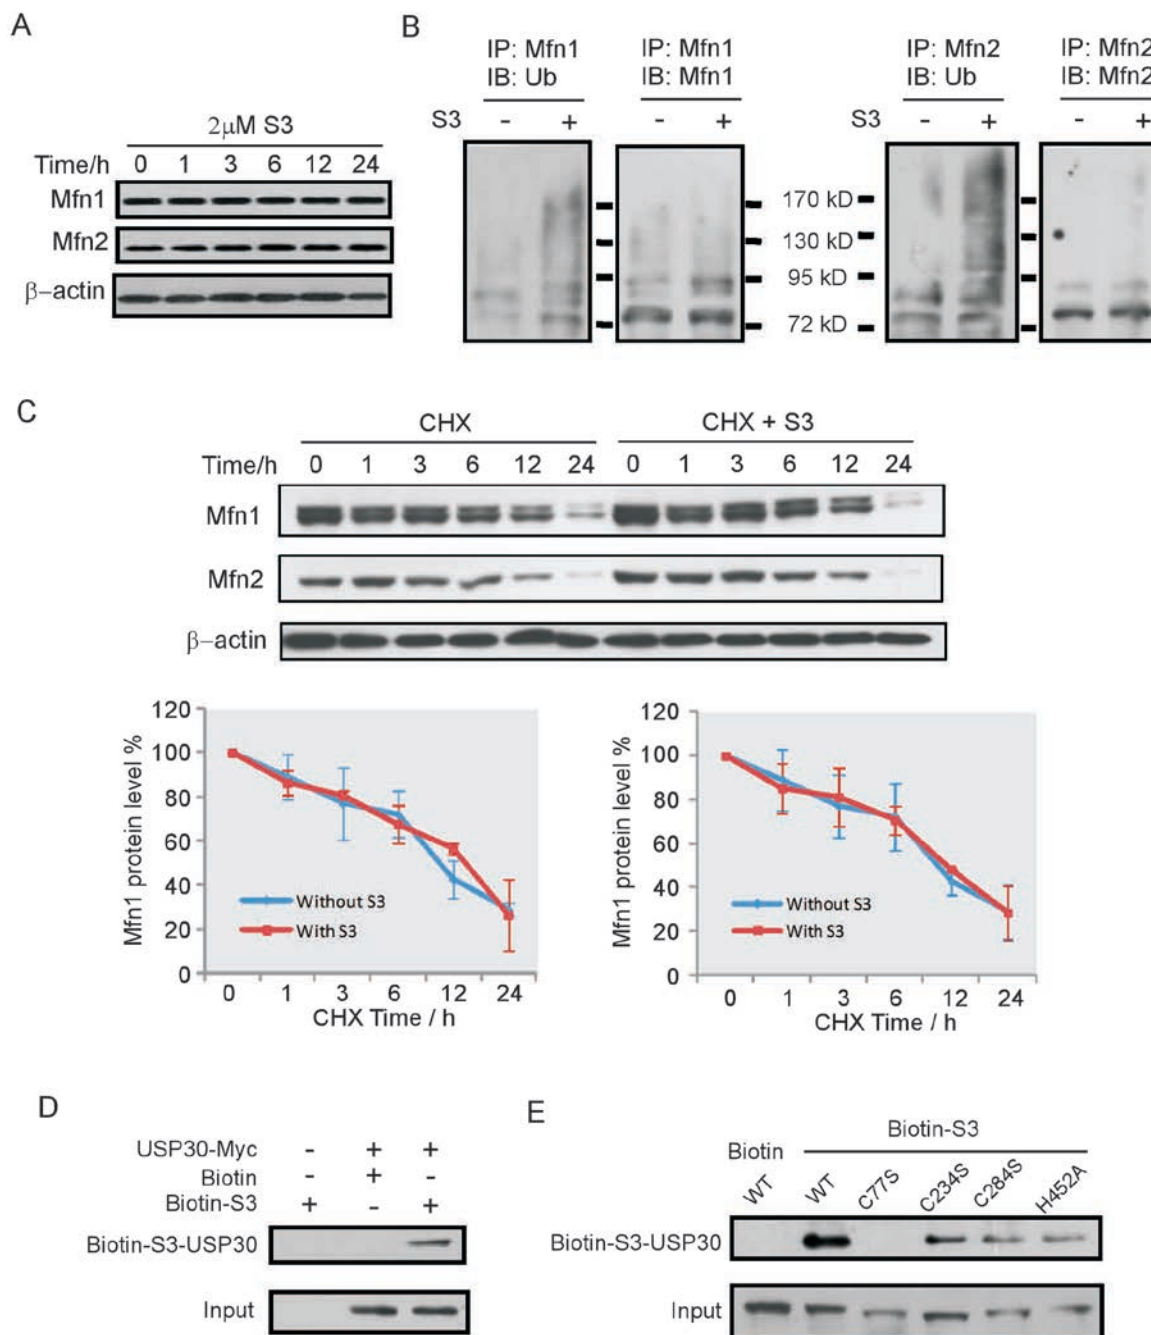 A
2μM S3
Time/h 0 1 3 6 12 24
Mfn1
Mfn2
β–actin
B
IP: Mfn1 IP: Mfn1 IP: Mfn2 IP: Mfn2
IB: Ub IB: Mfn1 IB: Ub IB: Mfn2
S3 - + - + S3 - + - +
170 kD
130 kD
95 kD
72 kD
C
CHX CHX + S3
Time/h 0 1 3 6 12 24 0 1 3 6 12 24
Mfn1
Mfn2
β–actin
Mfn1 protein level %
120
100
80
60
40
20
0
Without S3
With S3
0 1 3 6 12 24
CHX Time / h
Mfn1 protein level %
120
100
80
60
40
20
0
Without S3
With S3
0 1 3 6 12 24
CHX Time / h
D
USP30-Myc - + +
Biotin - + -
Biotin-S3 + - +
Biotin-S3-USP30
Input
E
Biotin Biotin-S3
WT WT C77S C234S C284S H452A
Biotin-S3-USP30
Input